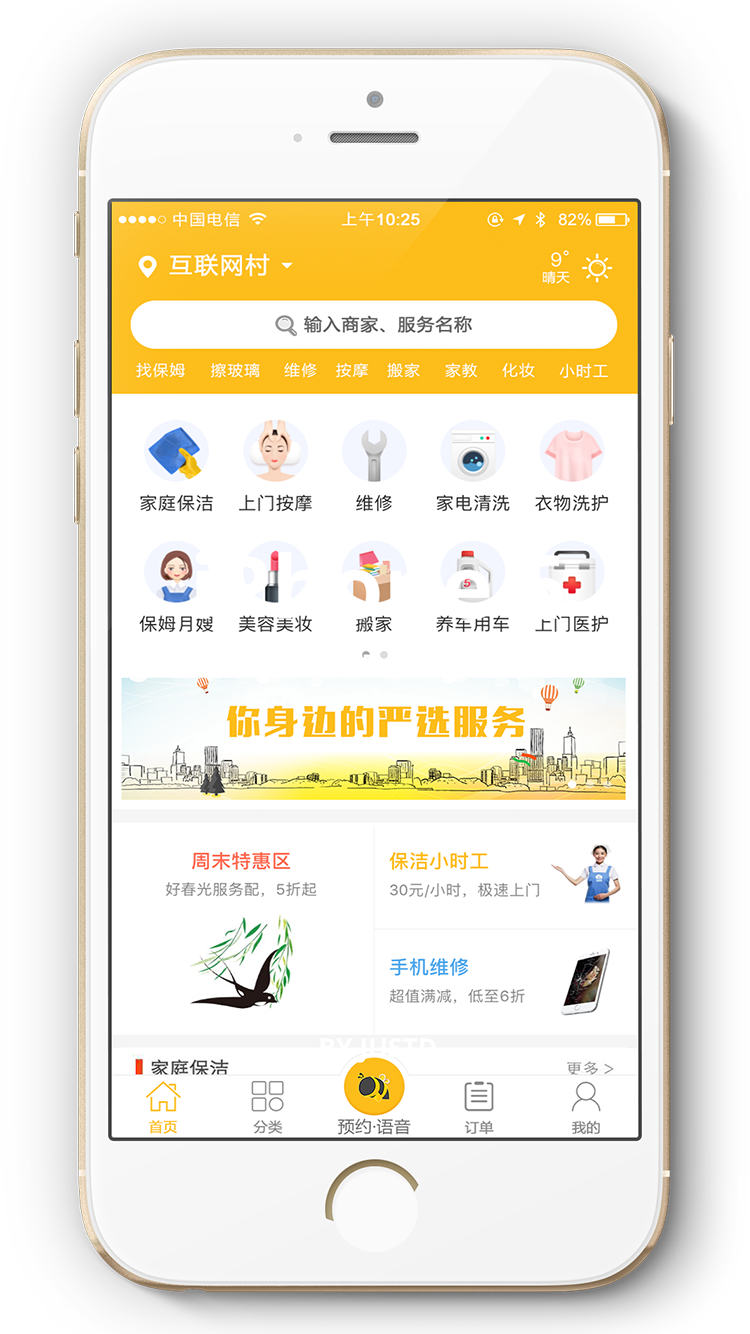 中国电信 上午10:25 82%
互联网村 9°
晴天
输入商家、服务名称
找保姆 擦玻璃 维修 按摩 搬家 家教 化妆 小时工
家庭保洁 上门按摩 维修 家电清洗 衣物洗护
5
保姆月嫂 美容美妆 搬家 养车用车 上门医护
你身边的严选服务
周末特惠区
好春光服务配，5折起
保洁小时工
30元/小时，极速上门
手机维修
超值满减，低至6折
BY JUSTD
家庭保洁 更多 >
首页 分类 预约·语音 订单 我的